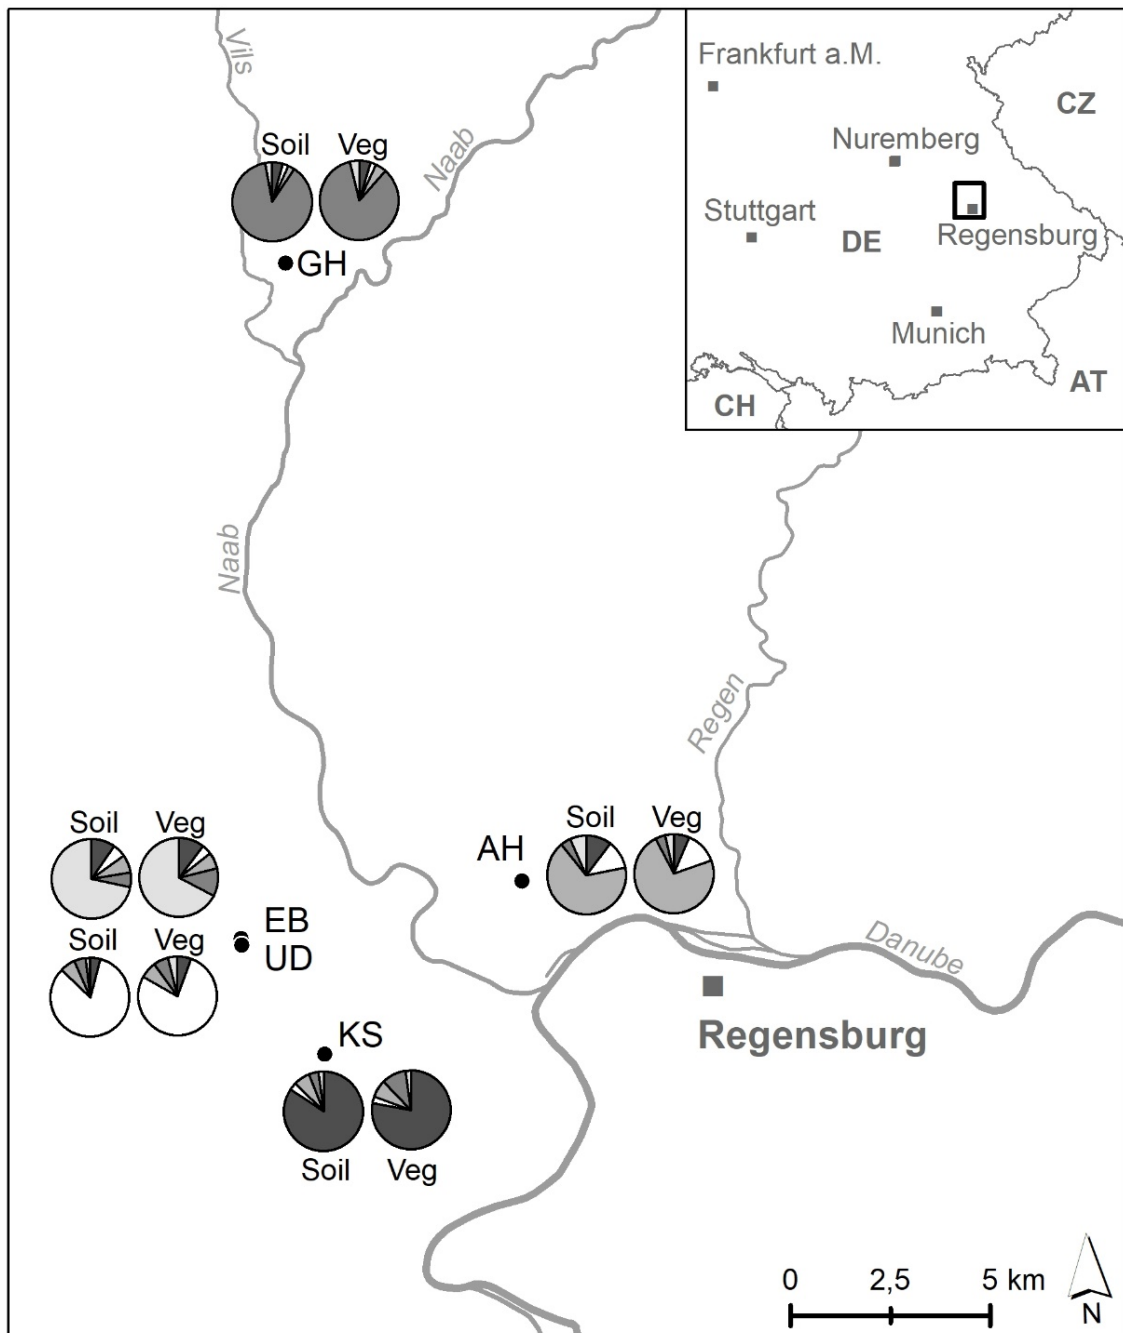 Vils
Naab
Soil Veg
GH
Frankfurt a.M.
CZ
Nuremberg
Stuttgart
DE
Regensburg
Munich
CH
AT
Naab
Regen
Soil Veg
AH
Soil Veg
EB
Soil Veg
UD
Danube
Regensburg
KS
Soil Veg
0 2,5 5 km
N